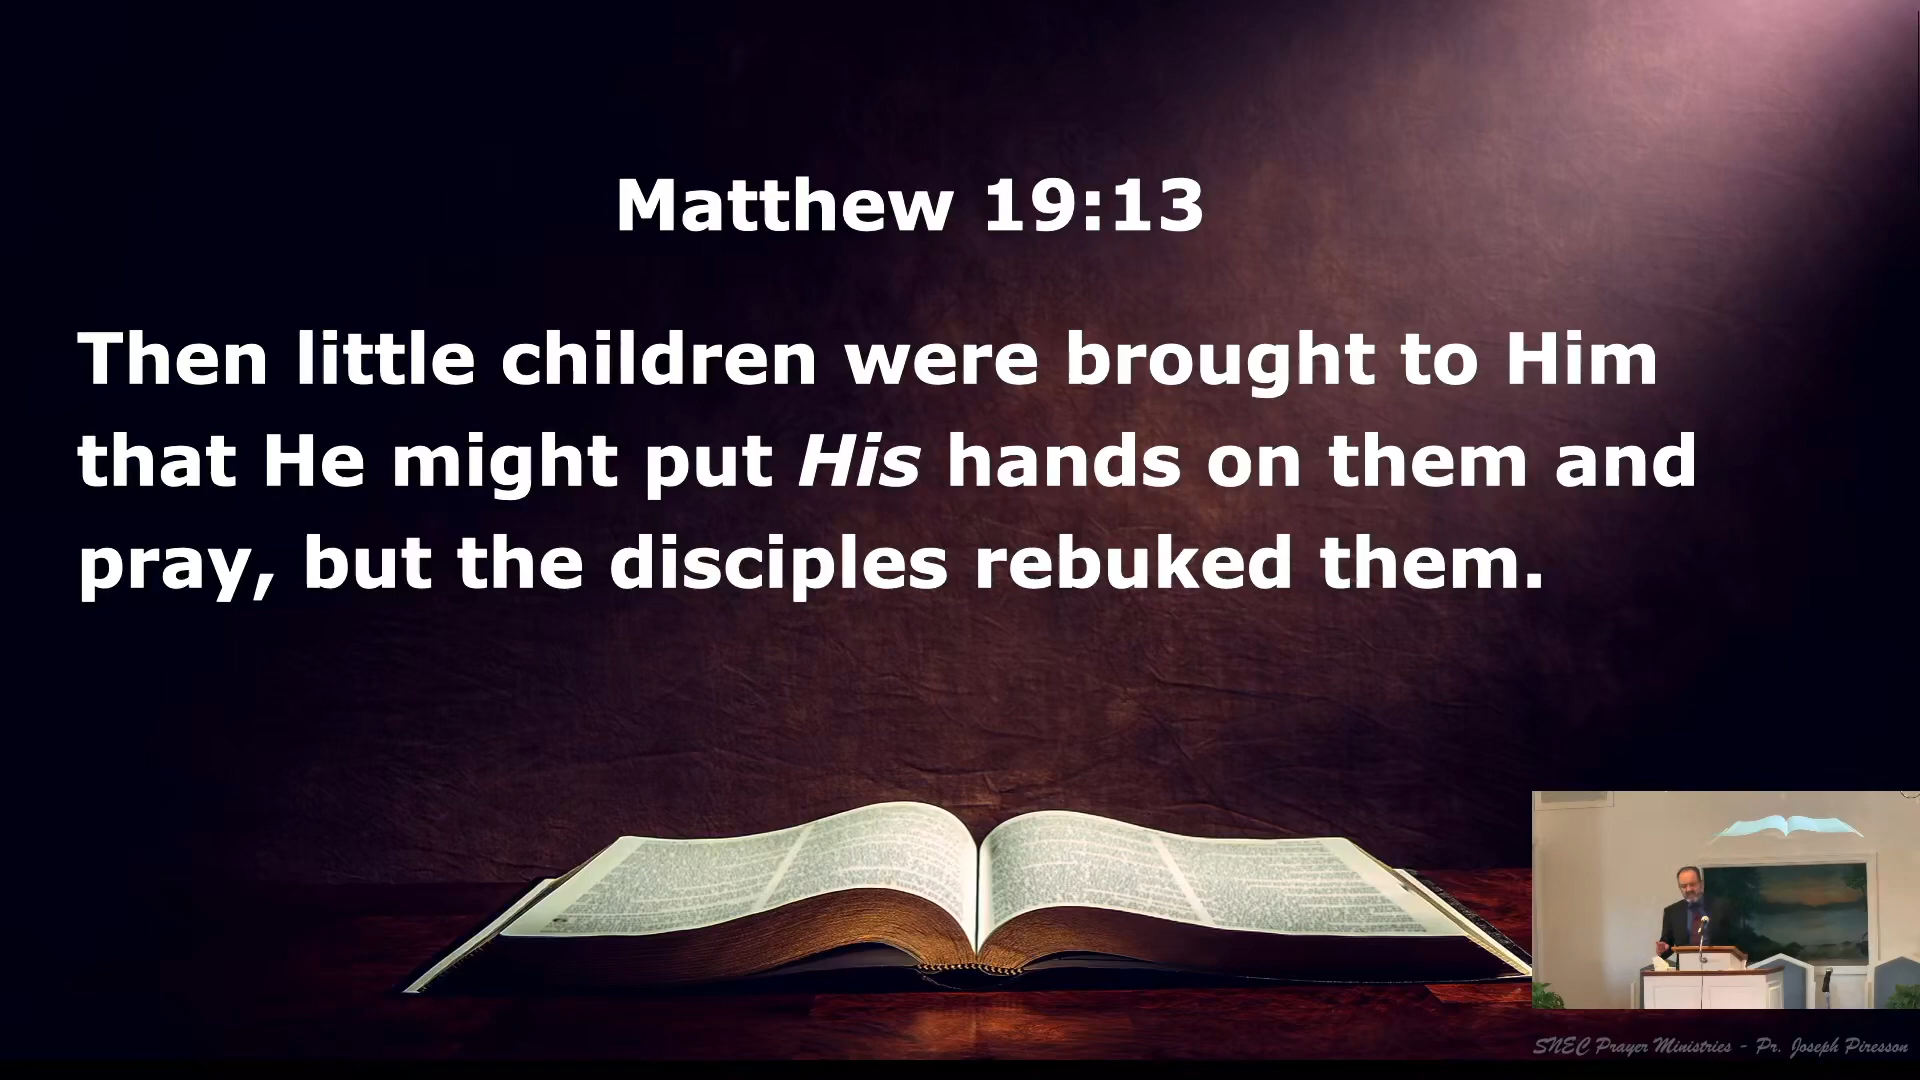 Matthew 19:13
Then little children were brought to Him
that He might put His hands on them and
pray, but the disciples rebuked them.
SNEC Prayer Ministries - Pr. Joseph Piresson